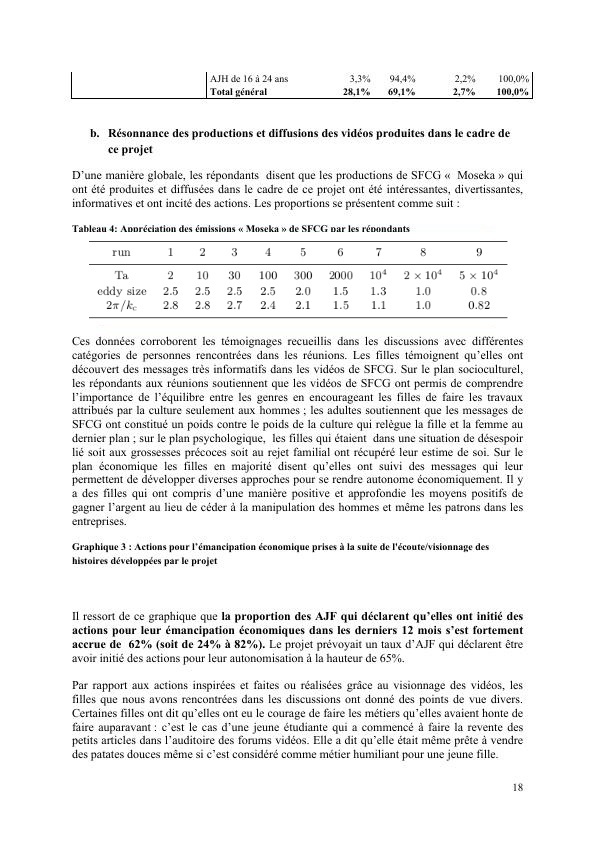 AJH de 16 à 24 ans 3,3% 94,4% 2,2% 100,0%
Total général 28,1% 69,1% 2,7% 100,0%
b. Résonnance des productions et diffusions des vidéos produites dans le cadre de
ce projet
D’une manière globale, les répondants disent que les productions de SFCG « Moseka » qui
ont été produites et diffusées dans le cadre de ce projet ont été intéressantes, divertissantes,
informatives et ont incité des actions. Les proportions se présentent comme suit :
Tableau 4: Appréciation des émissions « Moseka » de SFCG par les répondants
run 1 2 3 4 5 6 7 8 9
Ta 2 10 30 100 300 2000 10⁴ 2 × 10⁴ 5 × 10⁴
eddy size 2.5 2.5 2.5 2.5 2.0 1.5 1.3 1.0 0.8
2π/kc 2.8 2.8 2.7 2.4 2.1 1.5 1.1 1.0 0.82
Ces données corroborent les témoignages recueillis dans les discussions avec différentes
catégories de personnes rencontrées dans les réunions. Les filles témoignent qu’elles ont
découvert des messages très informatifs dans les vidéos de SFCG. Sur le plan socioculturel,
les répondants aux réunions soutiennent que les vidéos de SFCG ont permis de comprendre
l’importance de l’équilibre entre les genres en encourageant les filles de faire les travaux
attribués par la culture seulement aux hommes ; les adultes soutiennent que les messages de
SFCG ont constitué un poids contre le poids de la culture qui relègue la fille et la femme au
dernier plan ; sur le plan psychologique, les filles qui étaient dans une situation de désespoir
lié soit aux grossesses précoces soit au rejet familial ont récupéré leur estime de soi. Sur le
plan économique les filles en majorité disent qu’elles ont suivi des messages qui leur
permettent de développer diverses approches pour se rendre autonome économiquement. Il y
a des filles qui ont compris d’une manière positive et approfondie les moyens positifs de
gagner l’argent au lieu de céder à la manipulation des hommes et même les patrons dans les
entreprises.
Graphique 3 : Actions pour l’émancipation économique prises à la suite de l'écoute/visionnage des
histoires développées par le projet
Il ressort de ce graphique que la proportion des AJF qui déclarent qu’elles ont initié des
actions pour leur émancipation économiques dans les derniers 12 mois s’est fortement
accrue de 62% (soit de 24% à 82%). Le projet prévoyait un taux d’AJF qui déclarent être
avoir initié des actions pour leur autonomisation à la hauteur de 65%.
Par rapport aux actions inspirées et faites ou réalisées grâce au visionnage des vidéos, les
filles que nous avons rencontrées dans les discussions ont donné des points de vue divers.
Certaines filles ont dit qu’elles ont eu le courage de faire les métiers qu’elles avaient honte de
faire auparavant : c’est le cas d’une jeune étudiante qui a commencé à faire la revente des
petits articles dans l’auditoire des forums vidéos. Elle a dit qu’elle était même prête à vendre
des patates douces même si c’est considéré comme métier humiliant pour une jeune fille.
18